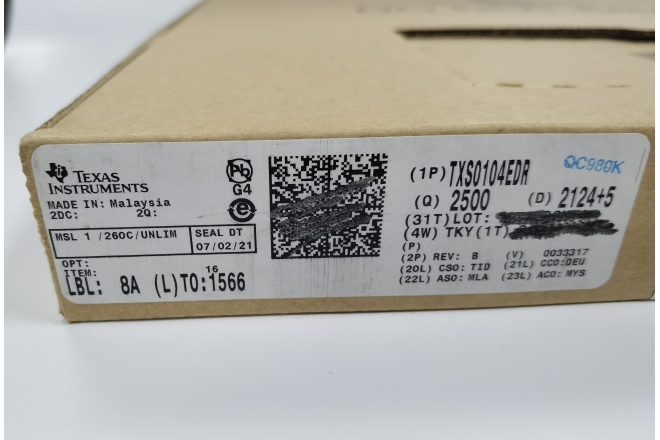 TEXAS
INSTRUMENTS
MADE IN: Malaysia
2DC: 2Q:
MSL 1 /260C/UNLIM
SEAL DT
07/02/21
OPT:
ITEM:
LBL: 8A (L)TO:1566
16
Pb
G4
e
(1P) TXS0104EDR
QC980K
(Q) 2500 (D) 2124+5
(31T) LOT:
(4W) TKY (1T)
(P)
(2P) REV: B (V) 0033317
(20L) CSO: TID (21L) CCO:DEU
(22L) ASO: MLA (23L) ACO: MYS